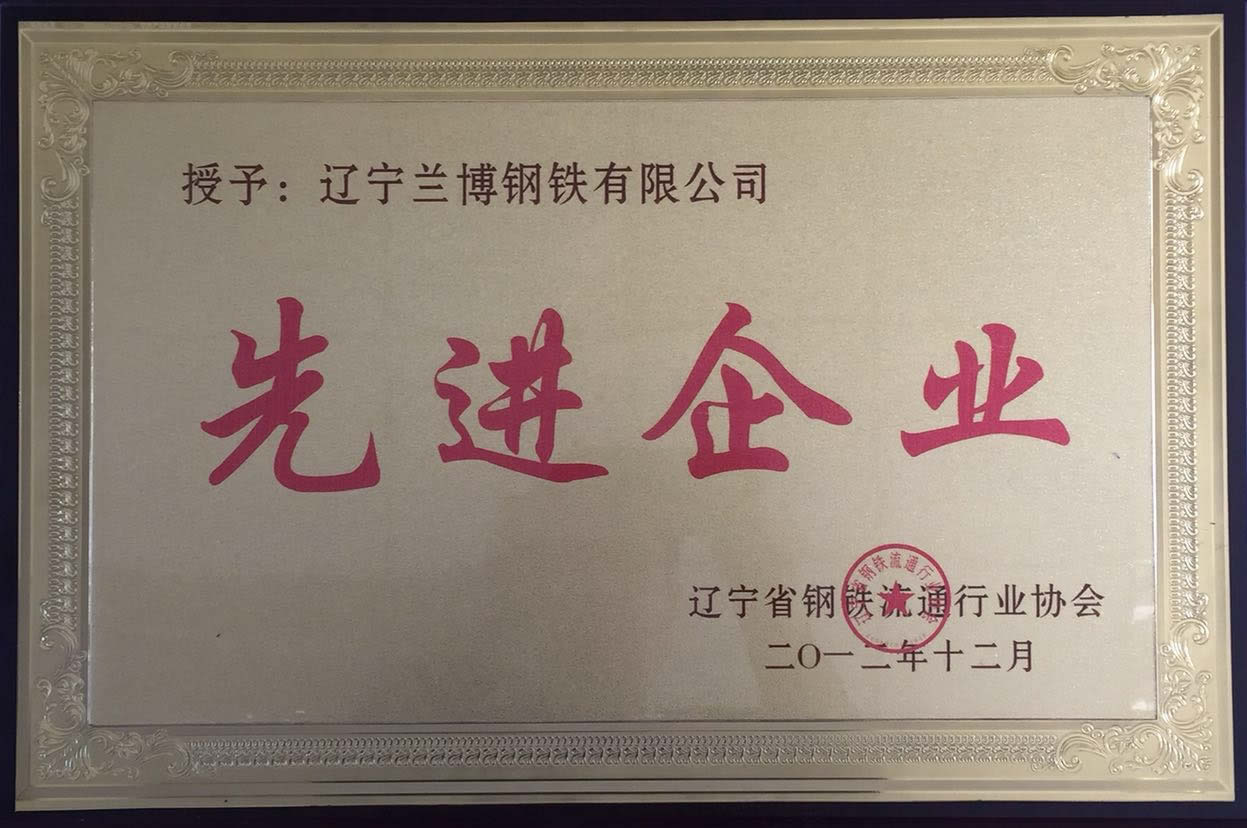 授予：辽宁兰博钢铁有限公司
先进企业
辽宁省钢铁流通行业协会
二〇一二年十二月